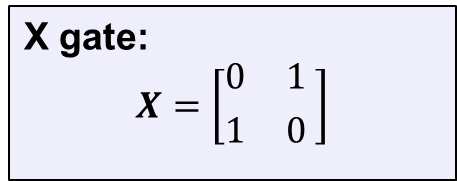 X gate:
X = [0 1
1 0]